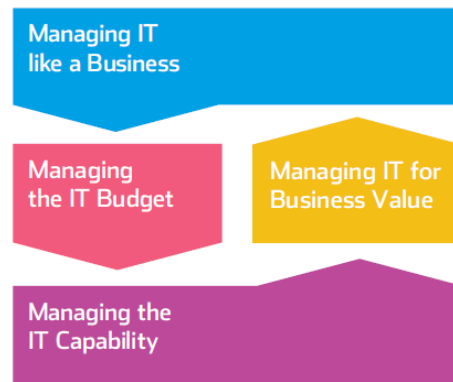 Managing IT
like a Business
Managing
the IT Budget
Managing IT for
Business Value
Managing the
IT Capability